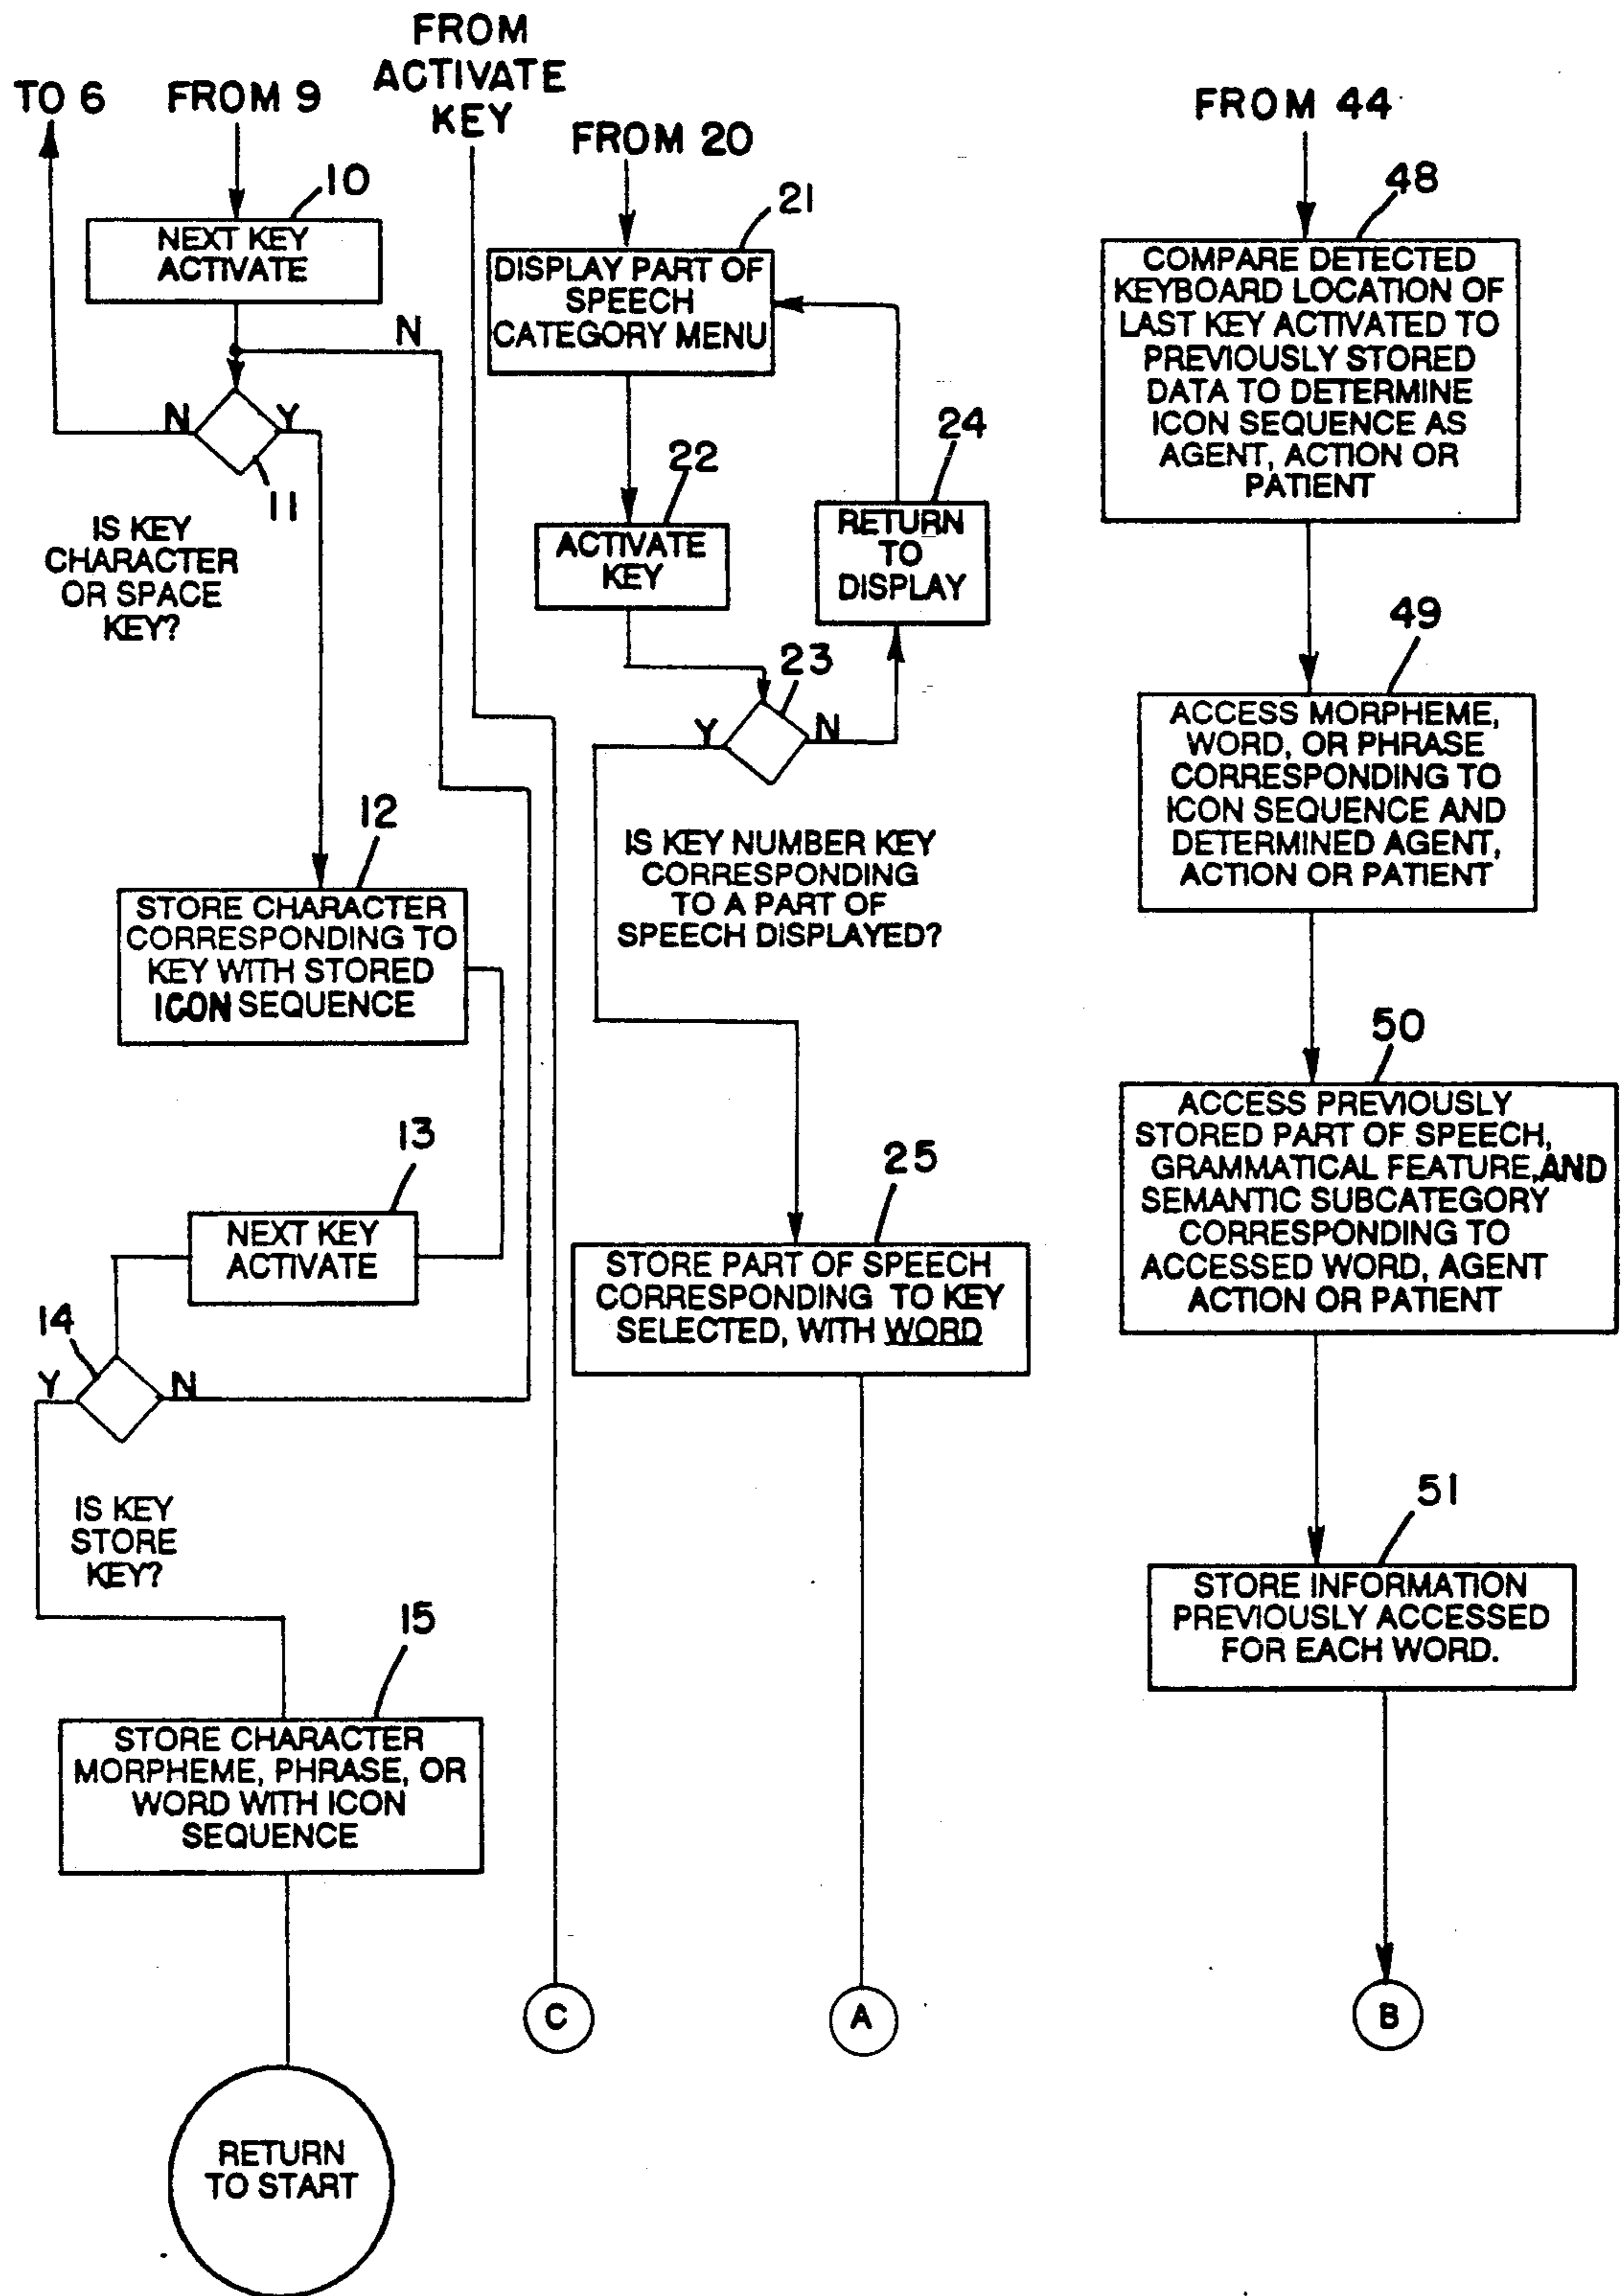 TO 6
FROM 9
10
NEXT KEY
ACTIVATE
N
N
Y
11
IS KEY
CHARACTER
OR SPACE
KEY?
12
STORE CHARACTER
CORRESPONDING TO
KEY WITH STORED
ICON SEQUENCE
13
NEXT KEY
ACTIVATE
14
Y
N
IS KEY
STORE
KEY?
15
STORE CHARACTER
MORPHEME, PHRASE, OR
WORD WITH ICON
SEQUENCE
RETURN
TO START
FROM
ACTIVATE
KEY
C
FROM 20
21
DISPLAY PART OF
SPEECH
CATEGORY MENU
22
ACTIVATE
KEY
24
RETURN
TO
DISPLAY
23
Y
N
IS KEY NUMBER KEY
CORRESPONDING
TO A PART OF
SPEECH DISPLAYED?
25
STORE PART OF SPEECH
CORRESPONDING TO KEY
SELECTED, WITH WORD
A
FROM 44
48
COMPARE DETECTED
KEYBOARD LOCATION OF
LAST KEY ACTIVATED TO
PREVIOUSLY STORED
DATA TO DETERMINE
ICON SEQUENCE AS
AGENT, ACTION OR
PATIENT
49
ACCESS MORPHEME,
WORD, OR PHRASE
CORRESPONDING TO
ICON SEQUENCE AND
DETERMINED AGENT,
ACTION OR PATIENT
50
ACCESS PREVIOUSLY
STORED PART OF SPEECH,
GRAMMATICAL FEATURE,AND
SEMANTIC SUBCATEGORY
CORRESPONDING TO
ACCESSED WORD, AGENT
ACTION OR PATIENT
51
STORE INFORMATION
PREVIOUSLY ACCESSED
FOR EACH WORD.
B